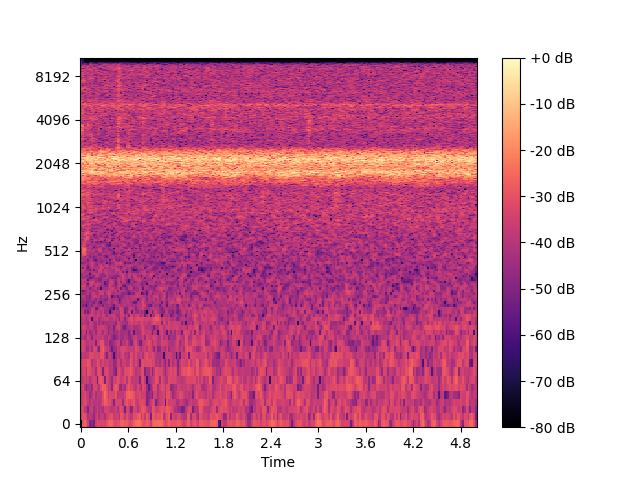 8192
4096
2048
1024
512
256
128
64
0
Hz
0 0.6 1.2 1.8 2.4 3 3.6 4.2 4.8
Time
+0 dB
-10 dB
-20 dB
-30 dB
-40 dB
-50 dB
-60 dB
-70 dB
-80 dB